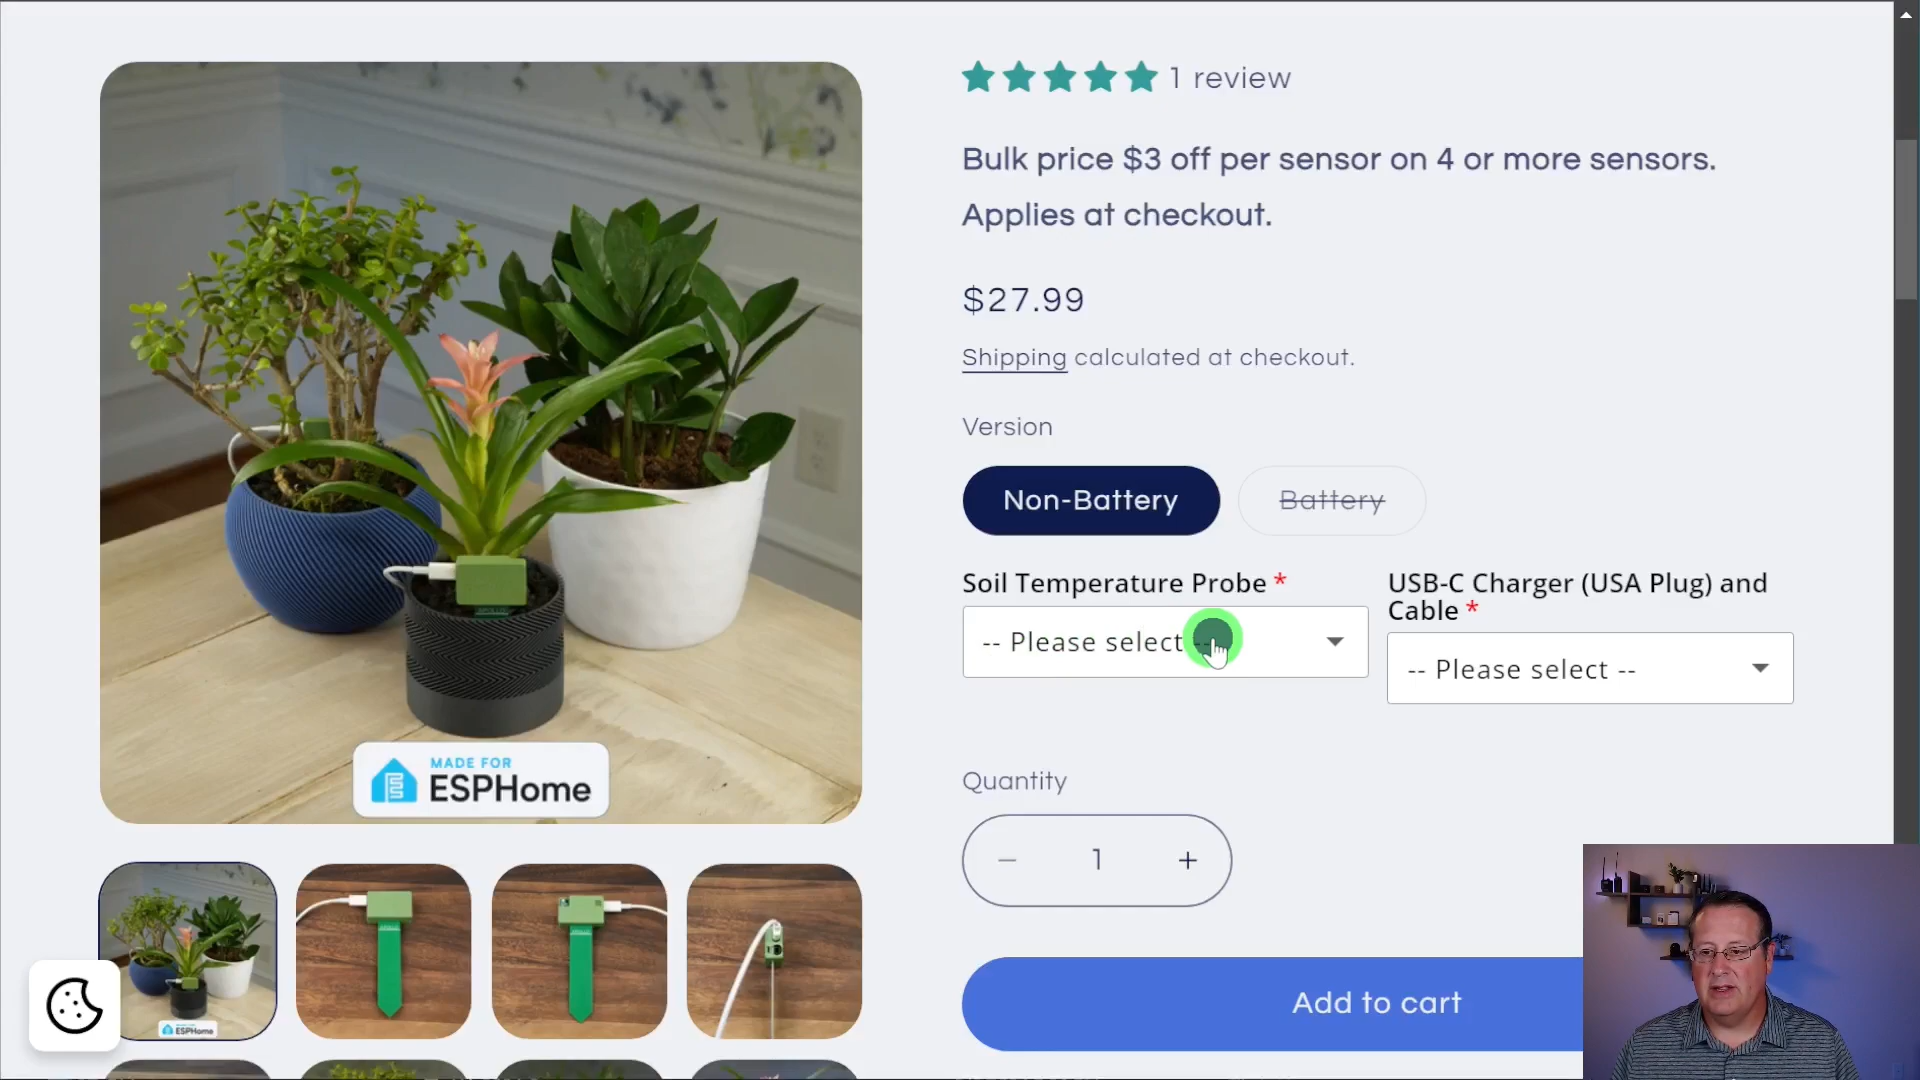 1 review
Bulk price $3 off per sensor on 4 or more sensors.
Applies at checkout.
$27.99
Shipping calculated at checkout.
Version
Non-Battery
Battery
Soil Temperature Probe *
-- Please select --
USB-C Charger (USA Plug) and
Cable *
-- Please select --
Quantity
1
Add to cart
MADE FOR
ESPHome
APOLLO
ESPHome